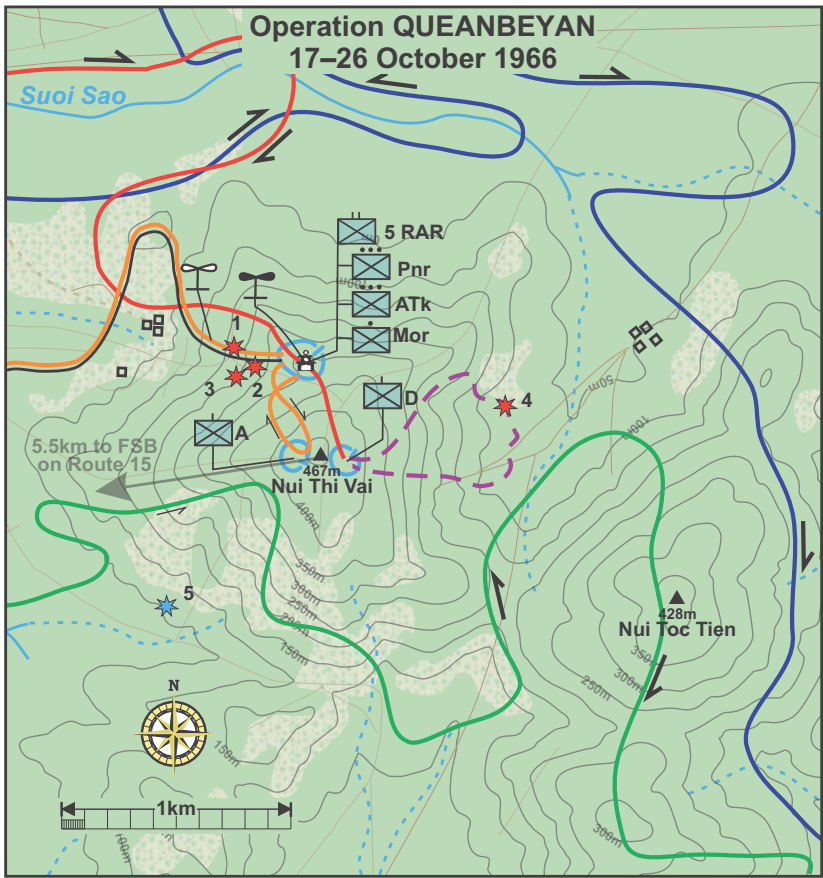 Operation QUEANBEYAN
17–26 October 1966
Suoi Sao
5 RAR
Pnr
ATk
Mor
100m
1
2
3
D
4
50m
100m
A
5.5km to FSB
on Route 15
467m
Nui Thi Vai
400m
350m
300m
250m
200m
150m
5
428m
Nui Toc Tien
350m
300m
250m
N
150m
1km
300m